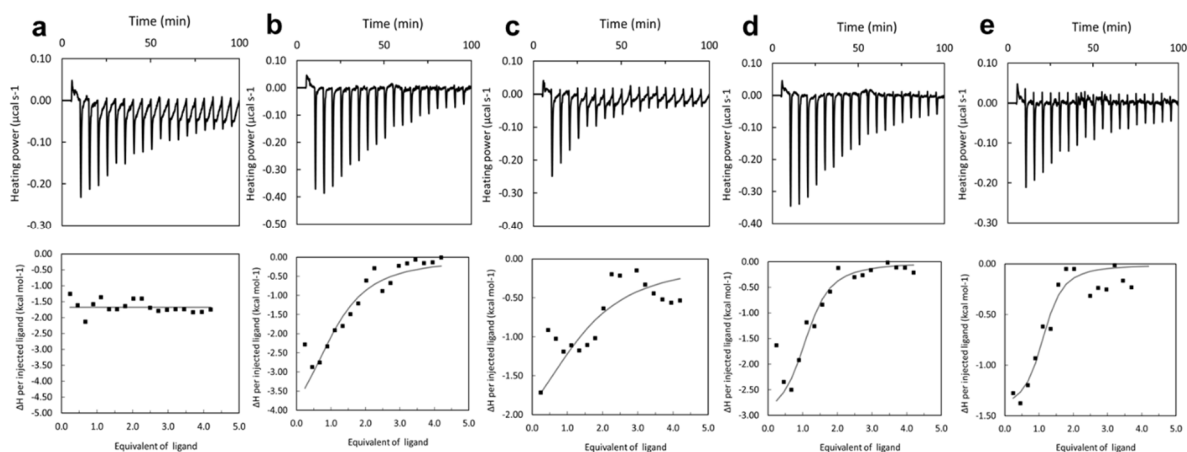 a
Time (min)
0 50 100
Heating power (µcal s-1
0.10
0.00
-0.10
-0.20
-0.30
ΔH per injected ligand (kcal mol-1)
0.00
-0.50
-1.00
-1.50
-2.00
-2.50
-3.00
-3.50
-4.00
-4.50
-5.00
0.0 1.0 2.0 3.0 4.0 5.0
Equivalent of ligand
b
Time (min)
0 50 100
Heating power (µcal s-1
0.10
0.00
-0.10
-0.20
-0.30
-0.40
-0.50
ΔH per injected ligand (kcal mol-1)
0.00
-0.50
-1.00
-1.50
-2.00
-2.50
-3.00
-3.50
-4.00
0.0 1.0 2.0 3.0 4.0 5.0
Equivalent of ligand
c
Time (min)
0 50 100
Heating power (µcal s-1
0.10
0.00
-0.10
-0.20
-0.30
-0.40
ΔH per injected ligand (kcal mol-1)
0.00
-0.50
-1.00
-1.50
-2.00
0.0 1.0 2.0 3.0 4.0 5.0
Equivalent of ligand
d
Time (min)
0 50 100
Heating power (µcal s-1
0.10
0.00
-0.10
-0.20
-0.30
-0.40
ΔH per injected ligand (kcal mol-1)
0.00
-0.50
-1.00
-1.50
-2.00
-2.50
-3.00
0.0 1.0 2.0 3.0 4.0 5.0
Equivalent of ligand
e
Time (min)
0 50 100
Heating power (µcal s-1
0.10
0.00
-0.10
-0.20
-0.30
ΔH per injected ligand (kcal mol-1)
0.00
-0.50
-1.00
-1.50
0.0 1.0 2.0 3.0 4.0 5.0
Equivalent of ligand